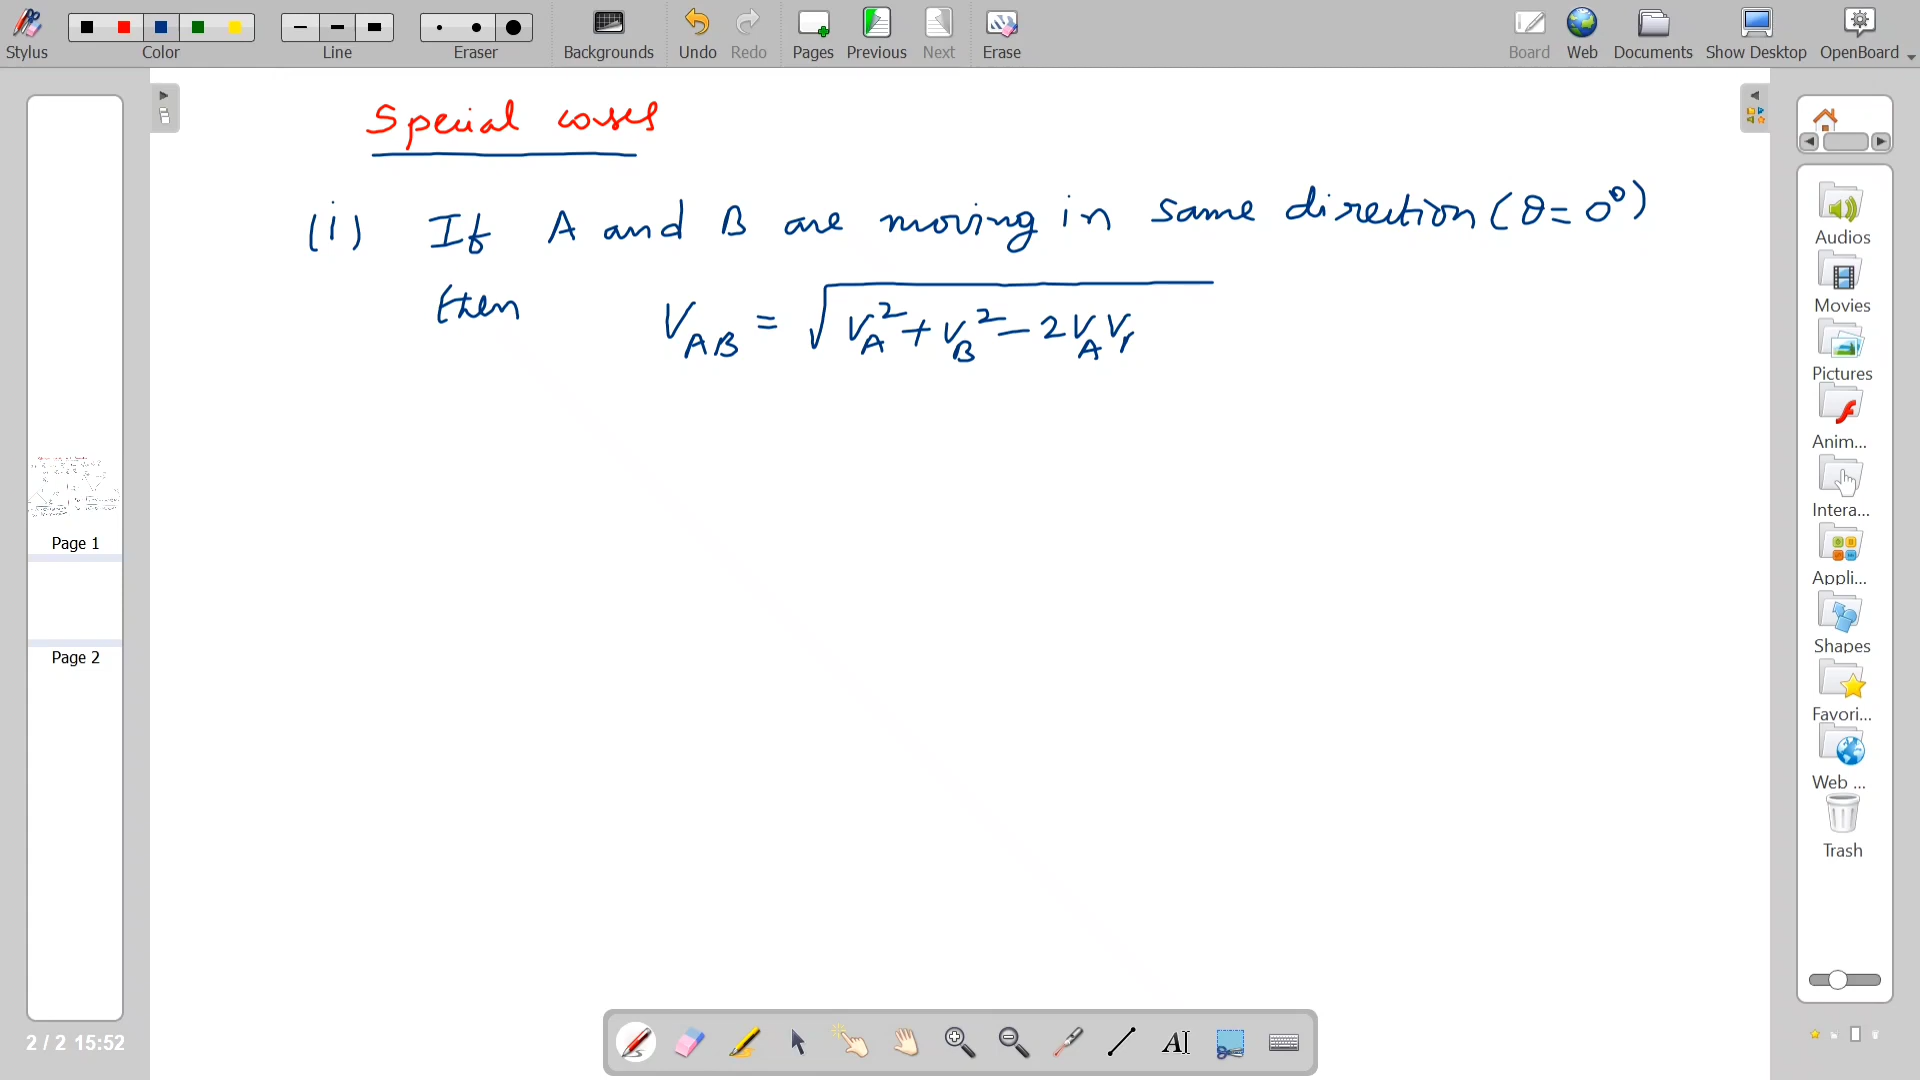 Stylus
Color
Line
Eraser
Backgrounds
Undo
Redo
Pages
Previous
Next
Erase
Board
Web
Documents
Show Desktop
OpenBoard
Special cases
(i) If A and B are moving in same direction (θ = 0°)
then V_AB = √(V_A² + V_B² − 2V_A V
Page 1
Page 2
2 / 2 15:52
Audios
Movies
Pictures
Anim...
Intera...
Appli...
Shapes
Favori...
Web ...
Trash